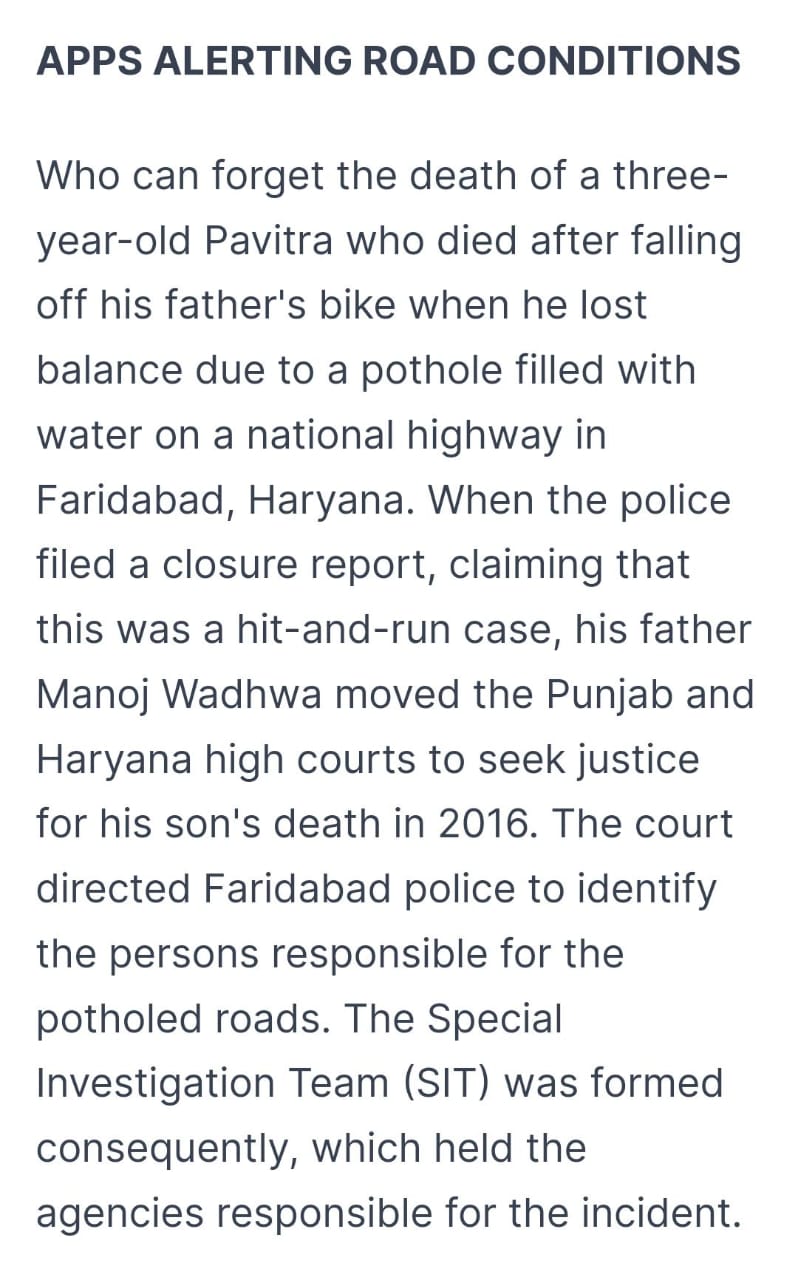 APPS ALERTING ROAD CONDITIONS
Who can forget the death of a three-
year-old Pavitra who died after falling
off his father's bike when he lost
balance due to a pothole filled with
water on a national highway in
Faridabad, Haryana. When the police
filed a closure report, claiming that
this was a hit-and-run case, his father
Manoj Wadhwa moved the Punjab and
Haryana high courts to seek justice
for his son's death in 2016. The court
directed Faridabad police to identify
the persons responsible for the
potholed roads. The Special
Investigation Team (SIT) was formed
consequently, which held the
agencies responsible for the incident.